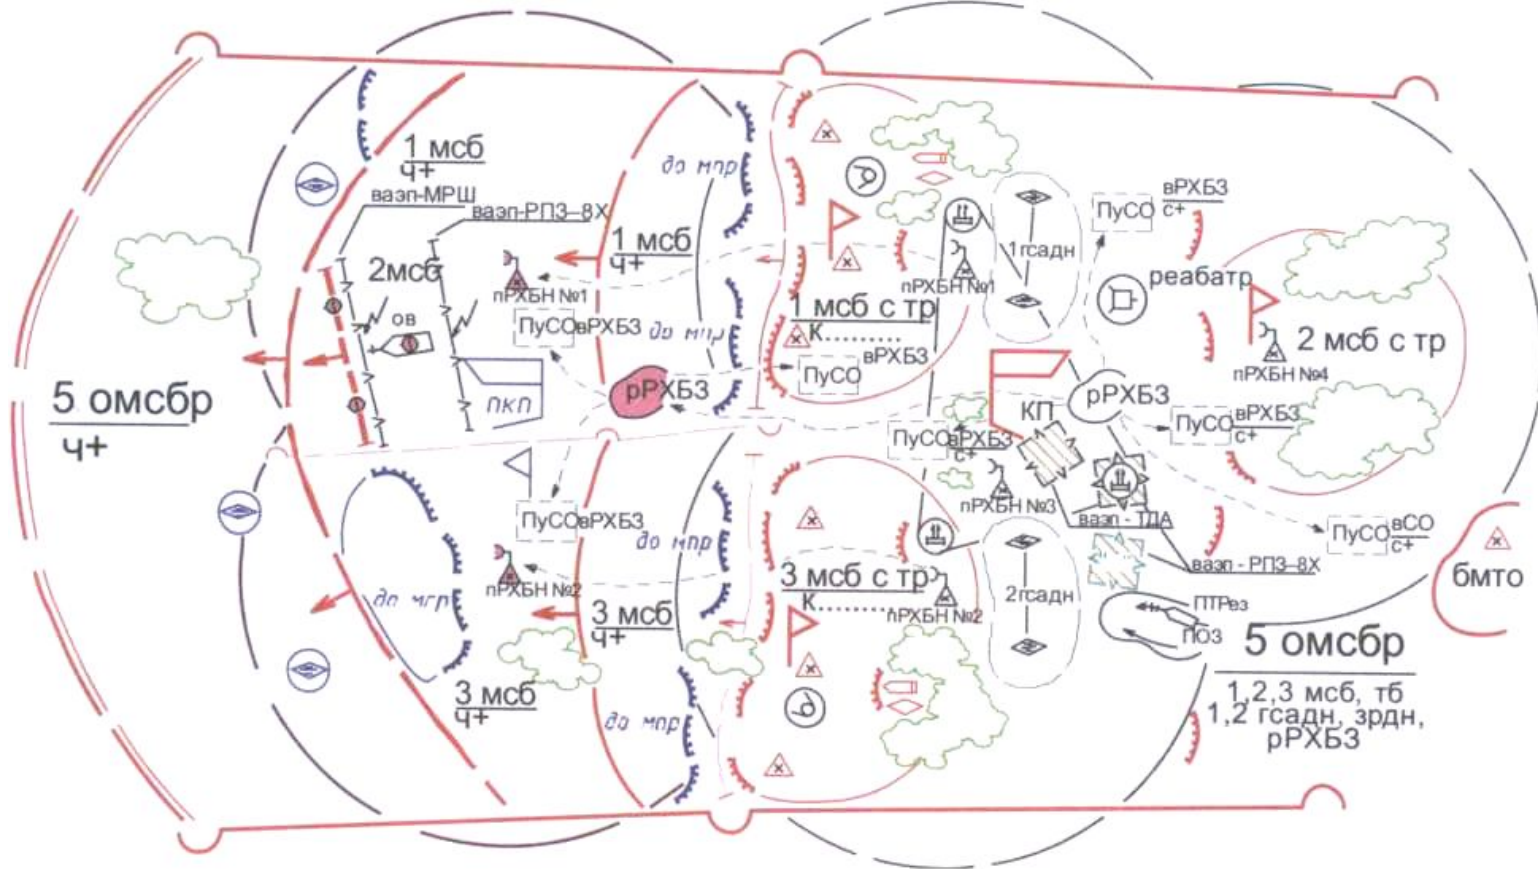 1 мсб
ч+
ваэп-МРШ
ваэп-РПЗ–8Х
2мсб
ов
пРХБН №1
ПуСО
вРХБЗ
ПКП
1 мсб
ч+
до мпр
до мпр
рРХБЗ
5 омсбр
ч+
ПуСО
вРХБЗ
пРХБН №2
до мпр
3 мсб
ч+
3 мсб
ч+
до мпр
до мпр
1 мсб с тр
К..........
ПуСО
вРХБЗ
пРХБН №1
1гсадн
ПуСО
вРХБЗ
с+
реабатр
2 мсб с тр
пРХБН №4
рРХБЗ
КП
ПуСО
вРХБЗ
с+
ПуСО
вРХБЗ
с+
пРХБН №3
ваэп - ТДА
ваэп - РПЗ–8Х
ПуСО
вСО
с+
бмто
3 мсб с тр
К..........
пРХБН №2
2гсадн
ПТРез
ПОЗ
5 омсбр
1,2,3 мсб, тб
1,2 гсадн, зрдн,
рРХБЗ